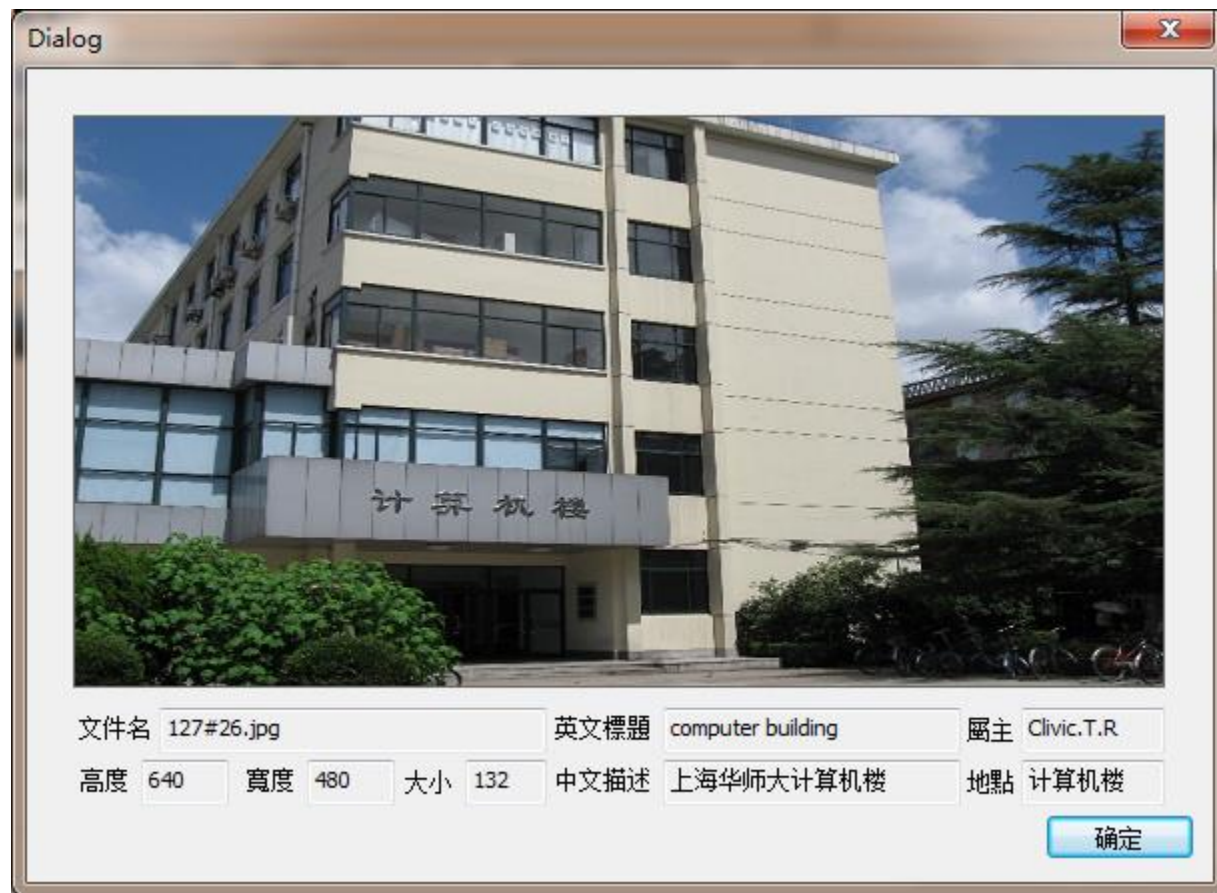 Dialog
计算机楼
文件名 127#26.jpg 英文標題 computer building 屬主 Clivic.T.R
高度 640 寬度 480 大小 132 中文描述 上海华师大计算机楼 地點 计算机楼
确定